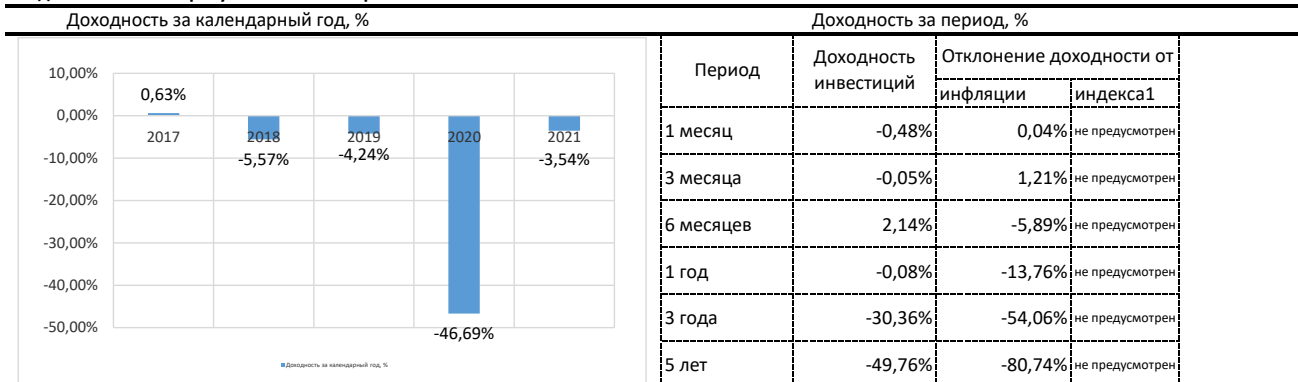 Доходность за календарный год, %
Доходность за период, %
10,00%
0,00%
-10,00%
-20,00%
-30,00%
-40,00%
-50,00%
0,63%
-5,57%
-4,24%
-46,69%
-3,54%
2017
2018
2019
2020
2021
Доходность за календарный год, %
Период
Доходность
инвестиций
Отклонение доходности от
инфляции
индекса1
1 месяц -0,48% 0,04% не предусмотрен
3 месяца -0,05% 1,21% не предусмотрен
6 месяцев 2,14% -5,89% не предусмотрен
1 год -0,08% -13,76% не предусмотрен
3 года -30,36% -54,06% не предусмотрен
5 лет -49,76% -80,74% не предусмотрен